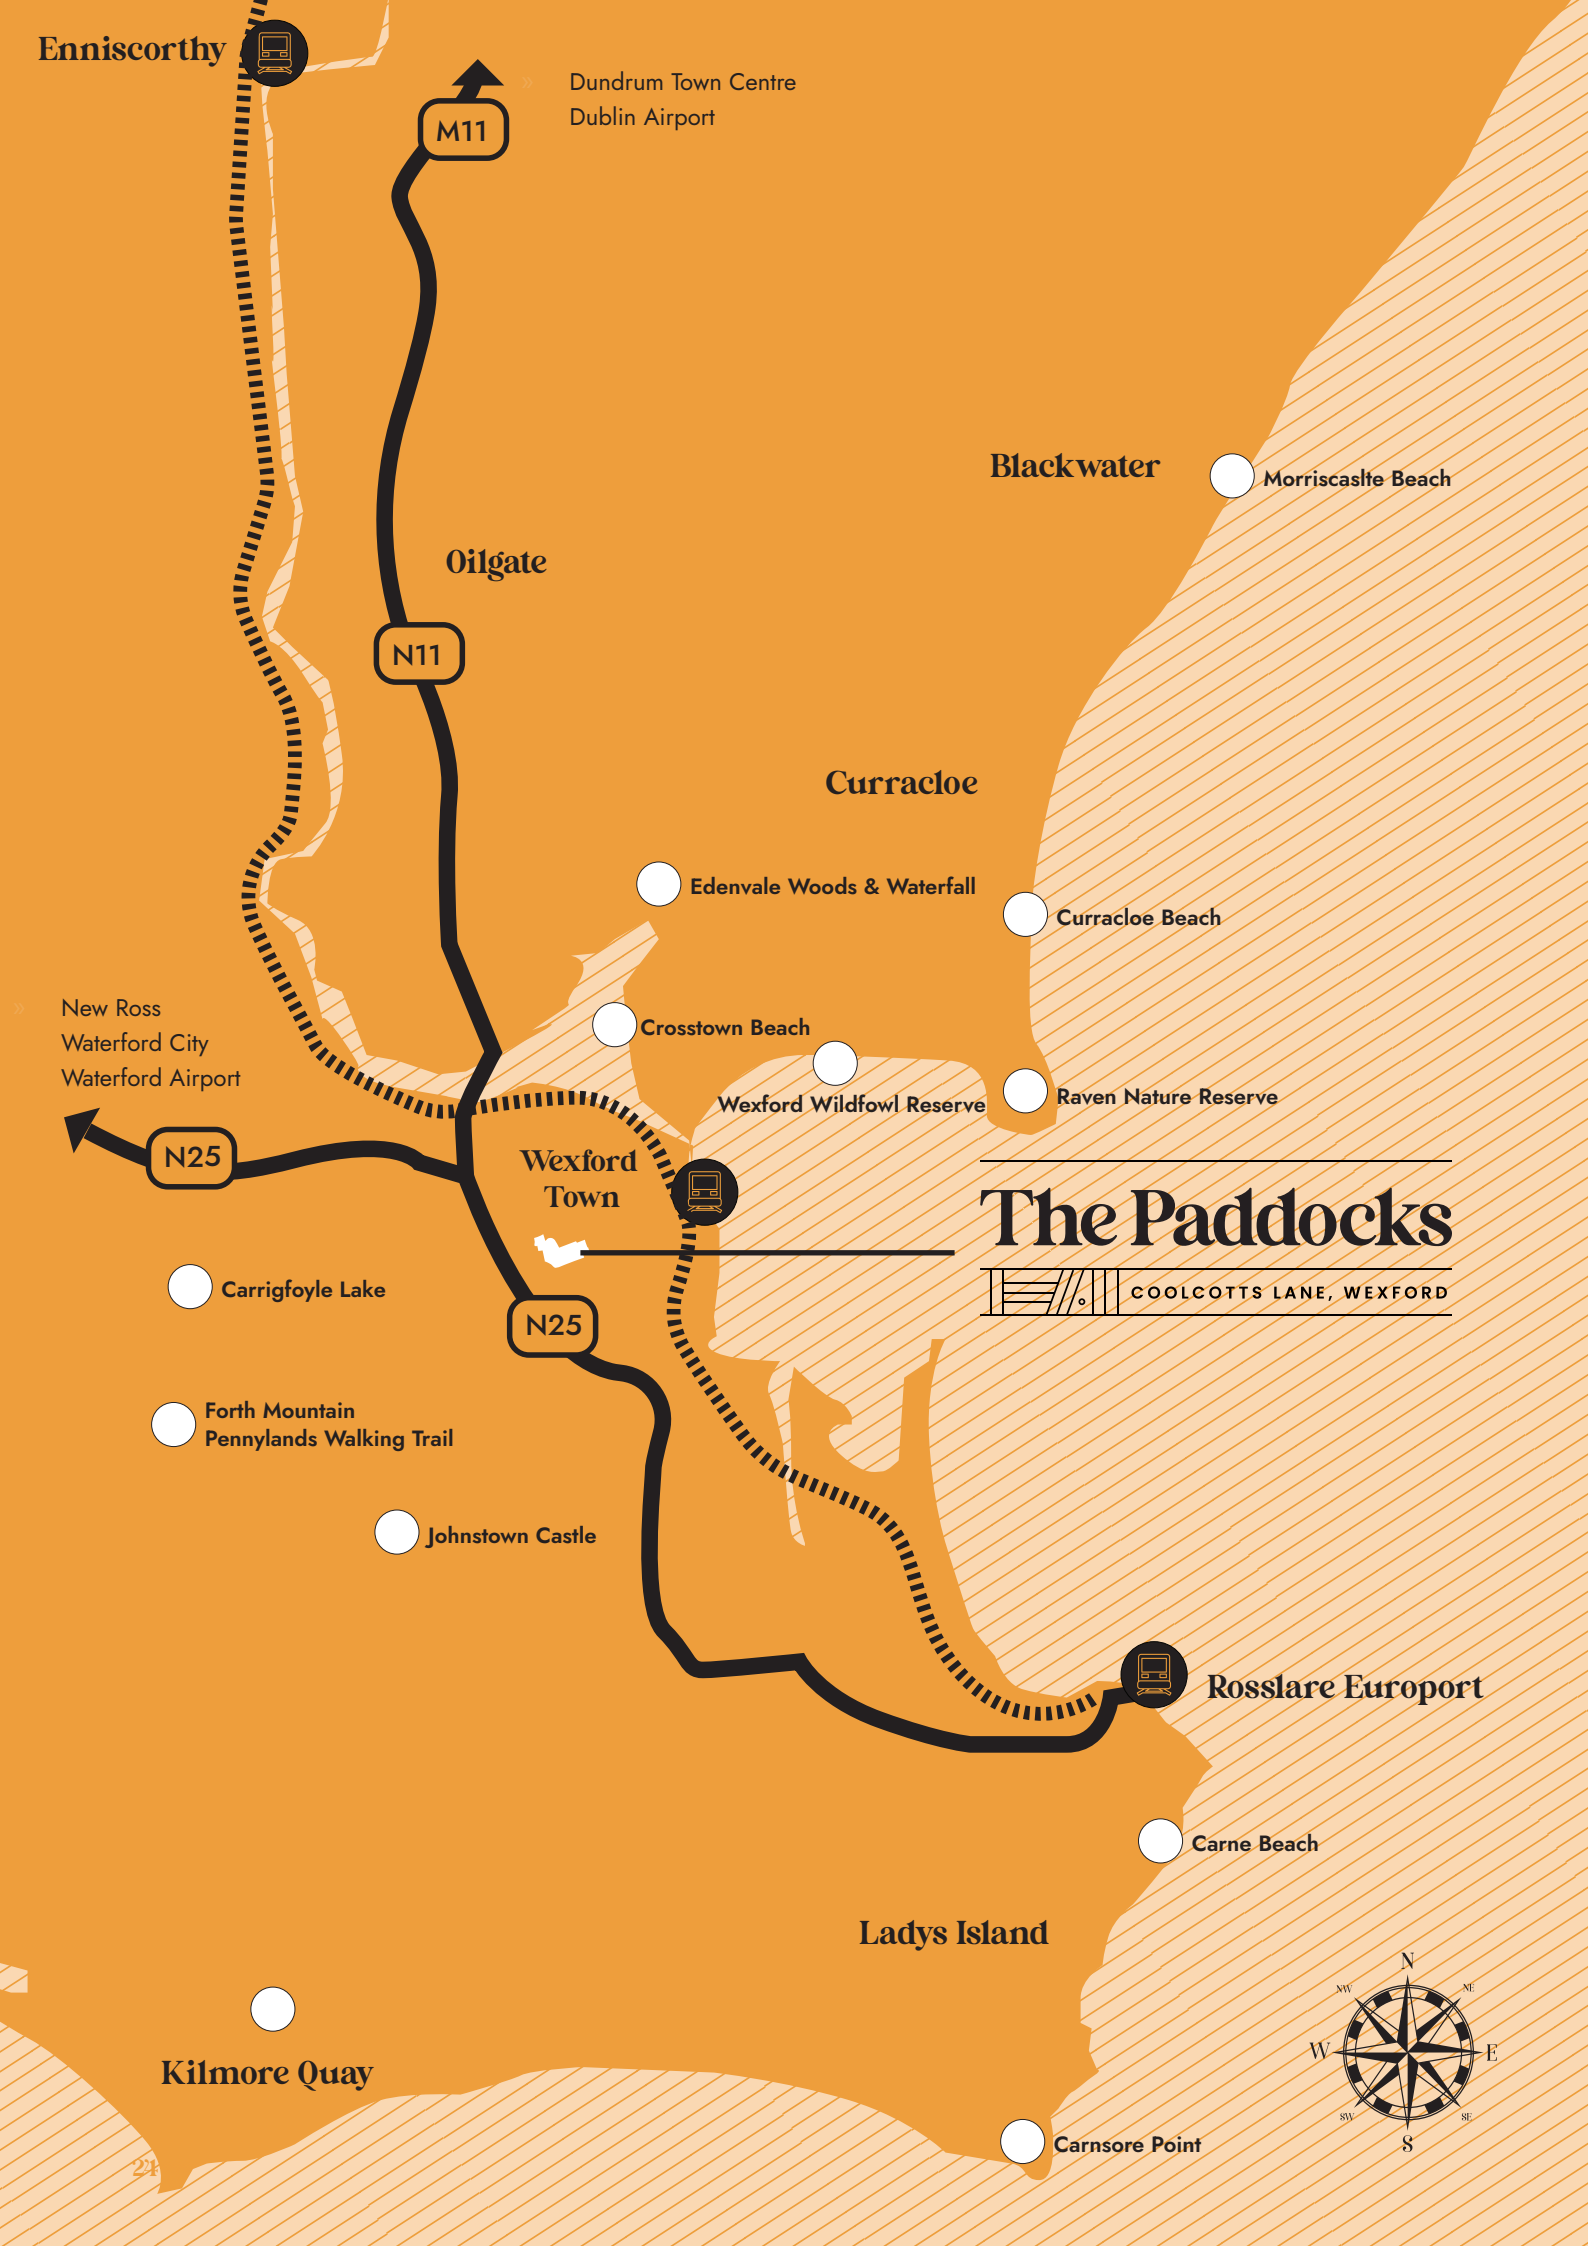 Enniscorthy
»
Dundrum Town Centre
Dublin Airport
M11
Blackwater
Morriscaslte Beach
Oilgate
N11
Curracloe
Edenvale Woods & Waterfall
Curracloe Beach
»
New Ross
Waterford City
Waterford Airport
Crosstown Beach
Wexford Wildfowl Reserve
Raven Nature Reserve
N25
Wexford
Town
The Paddocks
COOLCOTTS LANE, WEXFORD
Carrigfoyle Lake
N25
Forth Mountain
Pennylands Walking Trail
Johnstown Castle
Rosslare Europort
Carne Beach
Ladys Island
Kilmore Quay
Carnsore Point
N
NW
NE
W
E
SW
SE
S
24